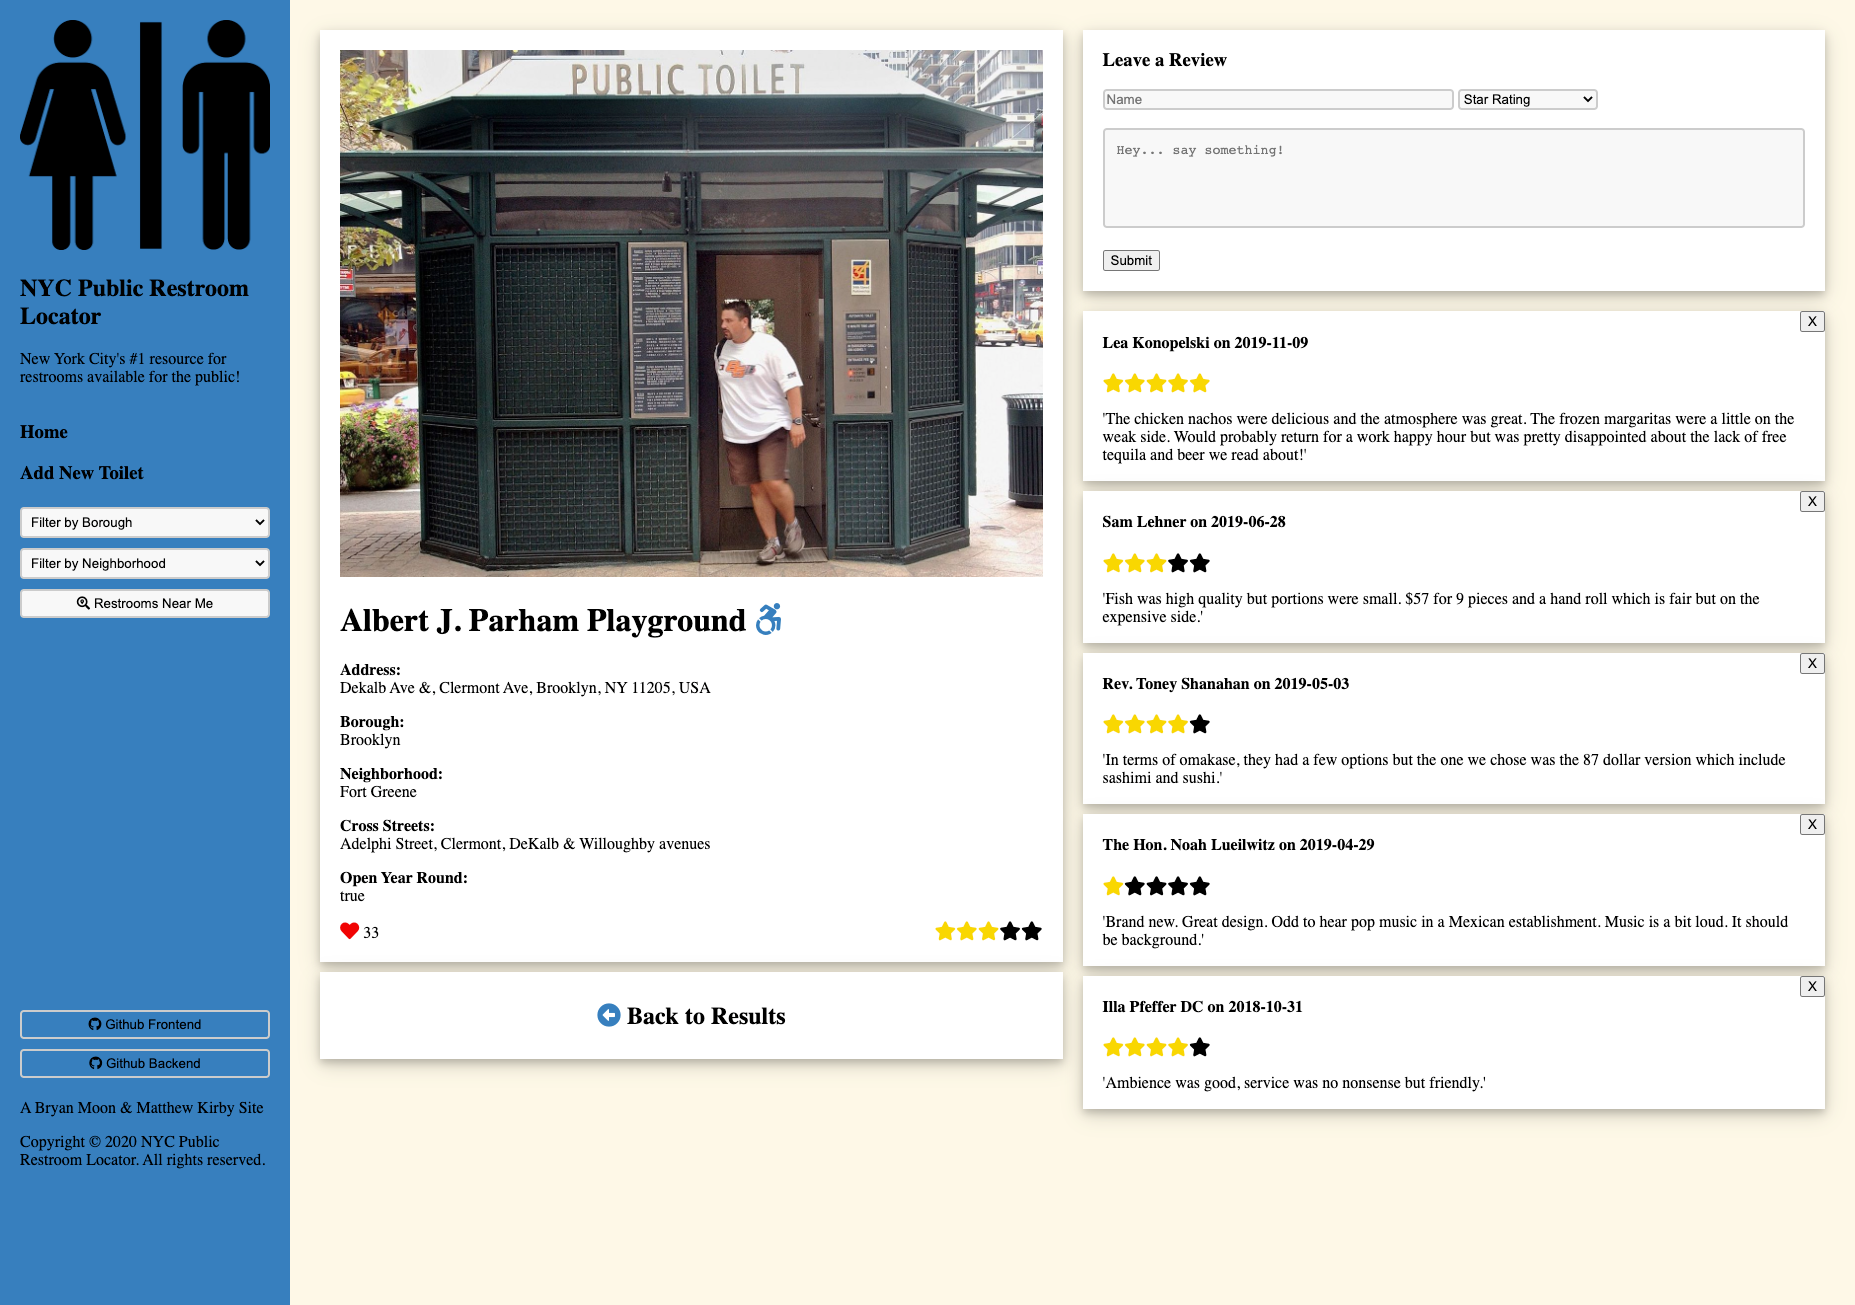 NYC Public Restroom
Locator
New York City's #1 resource for
restrooms available for the public!
Home
Add New Toilet
Filter by Borough
Filter by Neighborhood
Restrooms Near Me
Github Frontend
Github Backend
A Bryan Moon & Matthew Kirby Site
Copyright © 2020 NYC Public
Restroom Locator. All rights reserved.
PUBLIC TOILET
34
Albert J. Parham Playground
Address:
Dekalb Ave &, Clermont Ave, Brooklyn, NY 11205, USA
Borough:
Brooklyn
Neighborhood:
Fort Greene
Cross Streets:
Adelphi Street, Clermont, DeKalb & Willoughby avenues
Open Year Round:
true
33
Back to Results
Leave a Review
Name
Star Rating
Hey... say something!
Submit
X
Lea Konopelski on 2019-11-09
'The chicken nachos were delicious and the atmosphere was great. The frozen margaritas were a little on the
weak side. Would probably return for a work happy hour but was pretty disappointed about the lack of free
tequila and beer we read about!'
X
Sam Lehner on 2019-06-28
'Fish was high quality but portions were small. $57 for 9 pieces and a hand roll which is fair but on the
expensive side.'
X
Rev. Toney Shanahan on 2019-05-03
'In terms of omakase, they had a few options but the one we chose was the 87 dollar version which include
sashimi and sushi.'
X
The Hon. Noah Lueilwitz on 2019-04-29
'Brand new. Great design. Odd to hear pop music in a Mexican establishment. Music is a bit loud. It should
be background.'
X
Illa Pfeffer DC on 2018-10-31
'Ambience was good, service was no nonsense but friendly.'